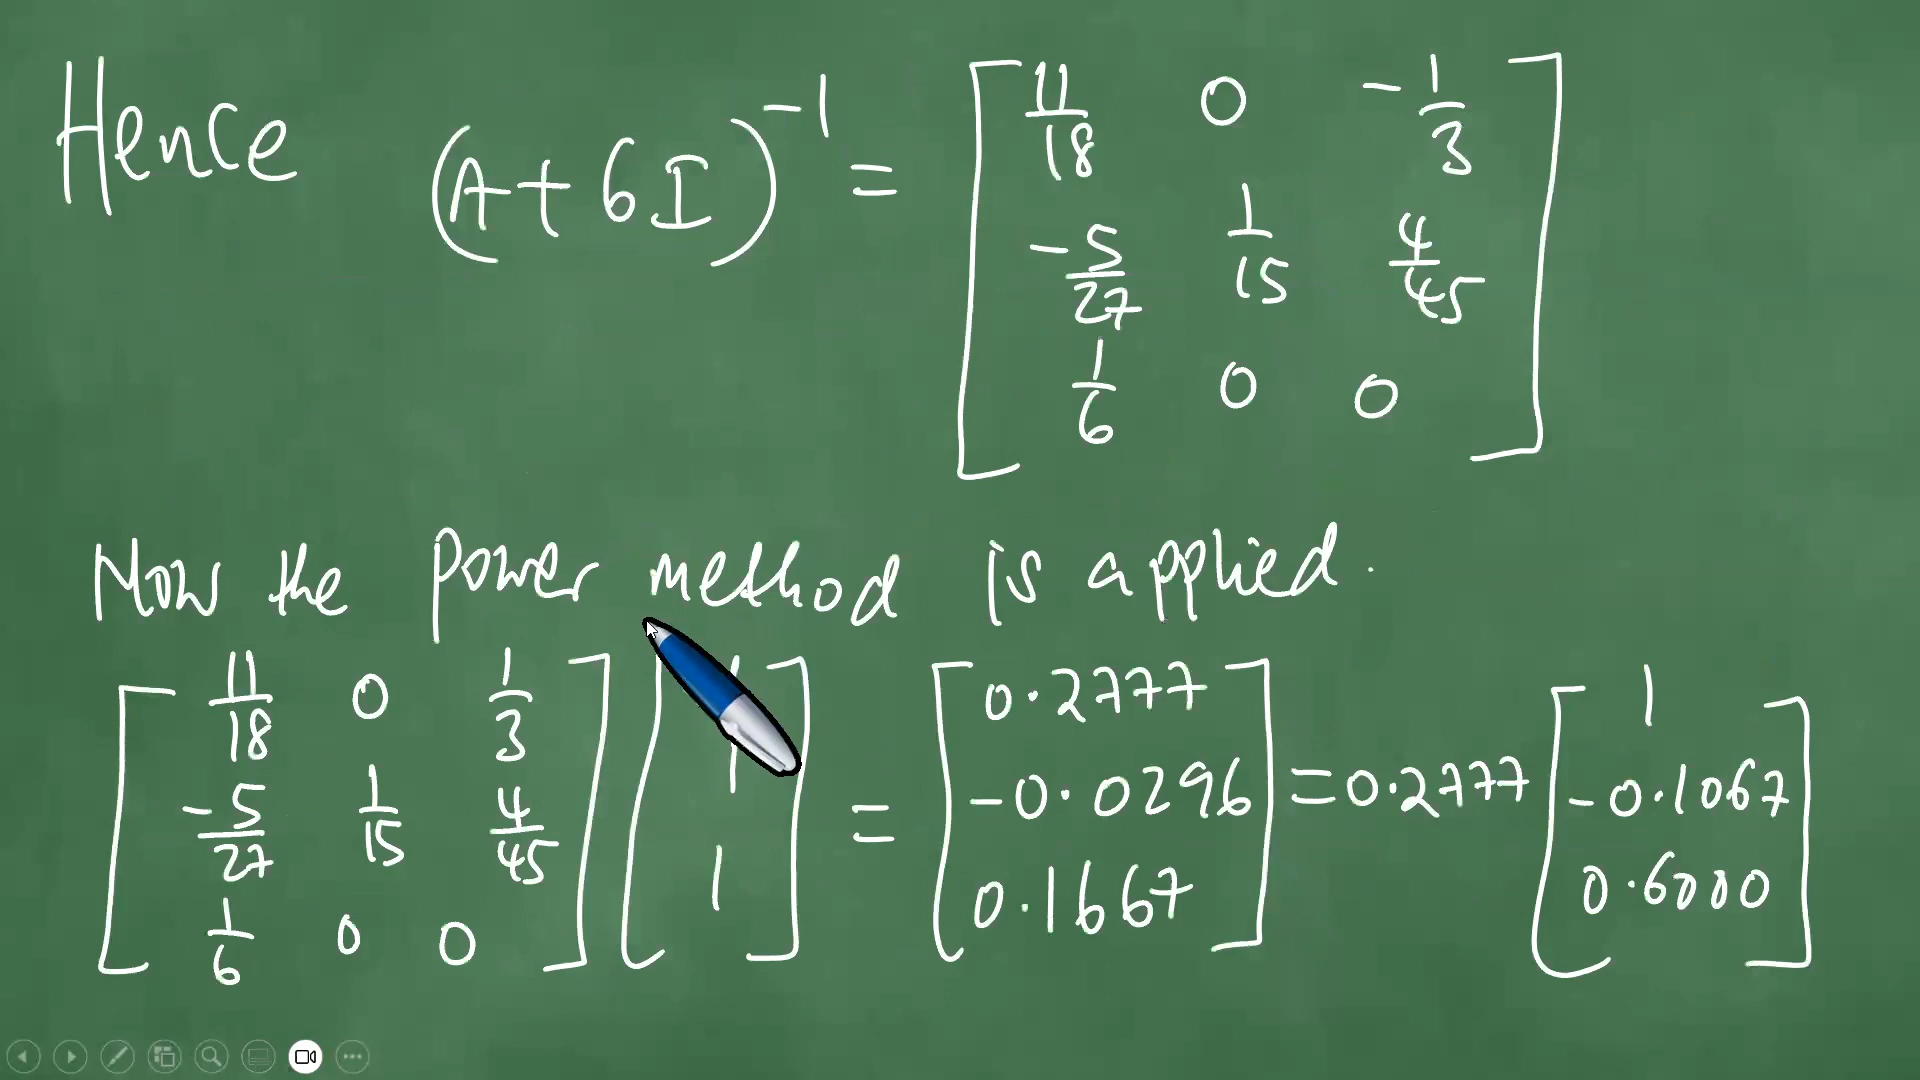 Hence (A+6I)^-1 = [ 11/18 0 -1/3
-5/27 1/15 4/45
1/6 0 0 ]
Now the power method is applied.
[ 11/18 0 1/3 ] [ 1 ] = [ 0.2777 ] = 0.2777 [ 1 ]
[ -5/27 1/15 4/45 ] [ 1 ] [ -0.0296 ] [ -0.1067 ]
[ 1/6 0 0 ] [ 1 ] [ 0.1667 ] [ 0.6000 ]